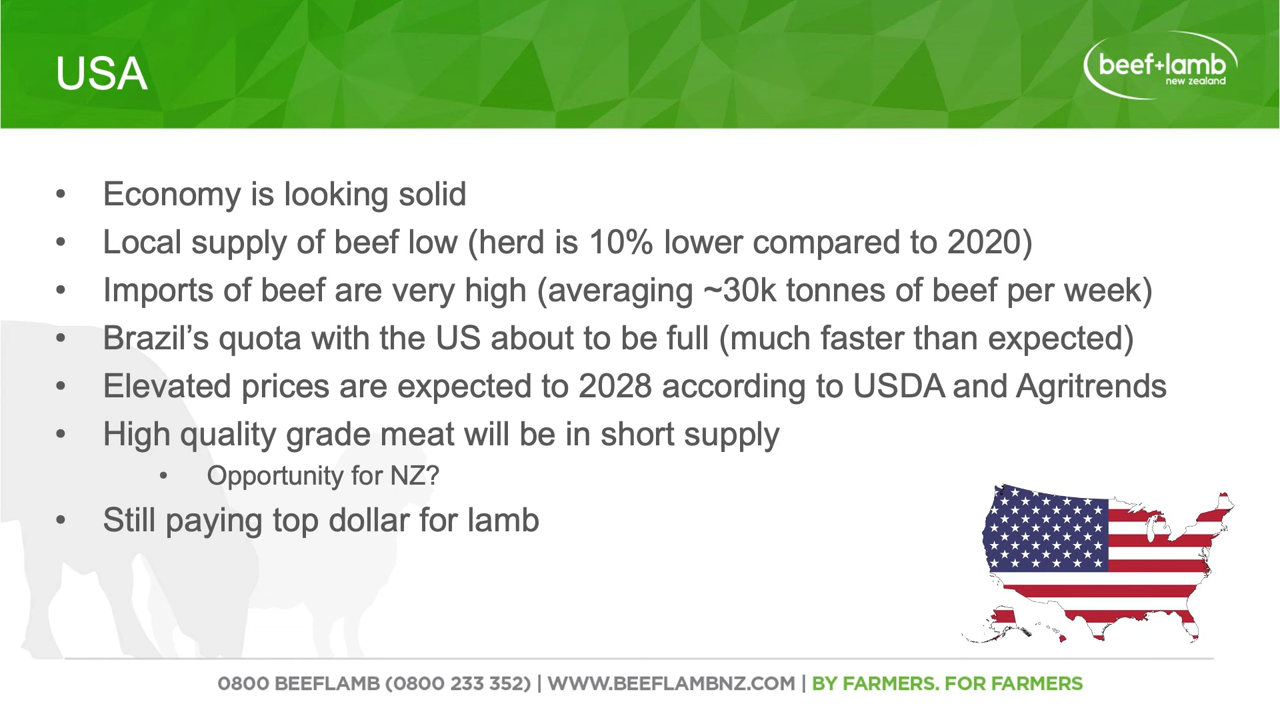 USA
beef+lamb
new zealand
• Economy is looking solid
• Local supply of beef low (herd is 10% lower compared to 2020)
• Imports of beef are very high (averaging ~30k tonnes of beef per week)
• Brazil’s quota with the US about to be full (much faster than expected)
• Elevated prices are expected to 2028 according to USDA and Agritrends
• High quality grade meat will be in short supply
• Opportunity for NZ?
• Still paying top dollar for lamb
0800 BEEFLAMB (0800 233 352) | WWW.BEEFLAMBNZ.COM | BY FARMERS. FOR FARMERS